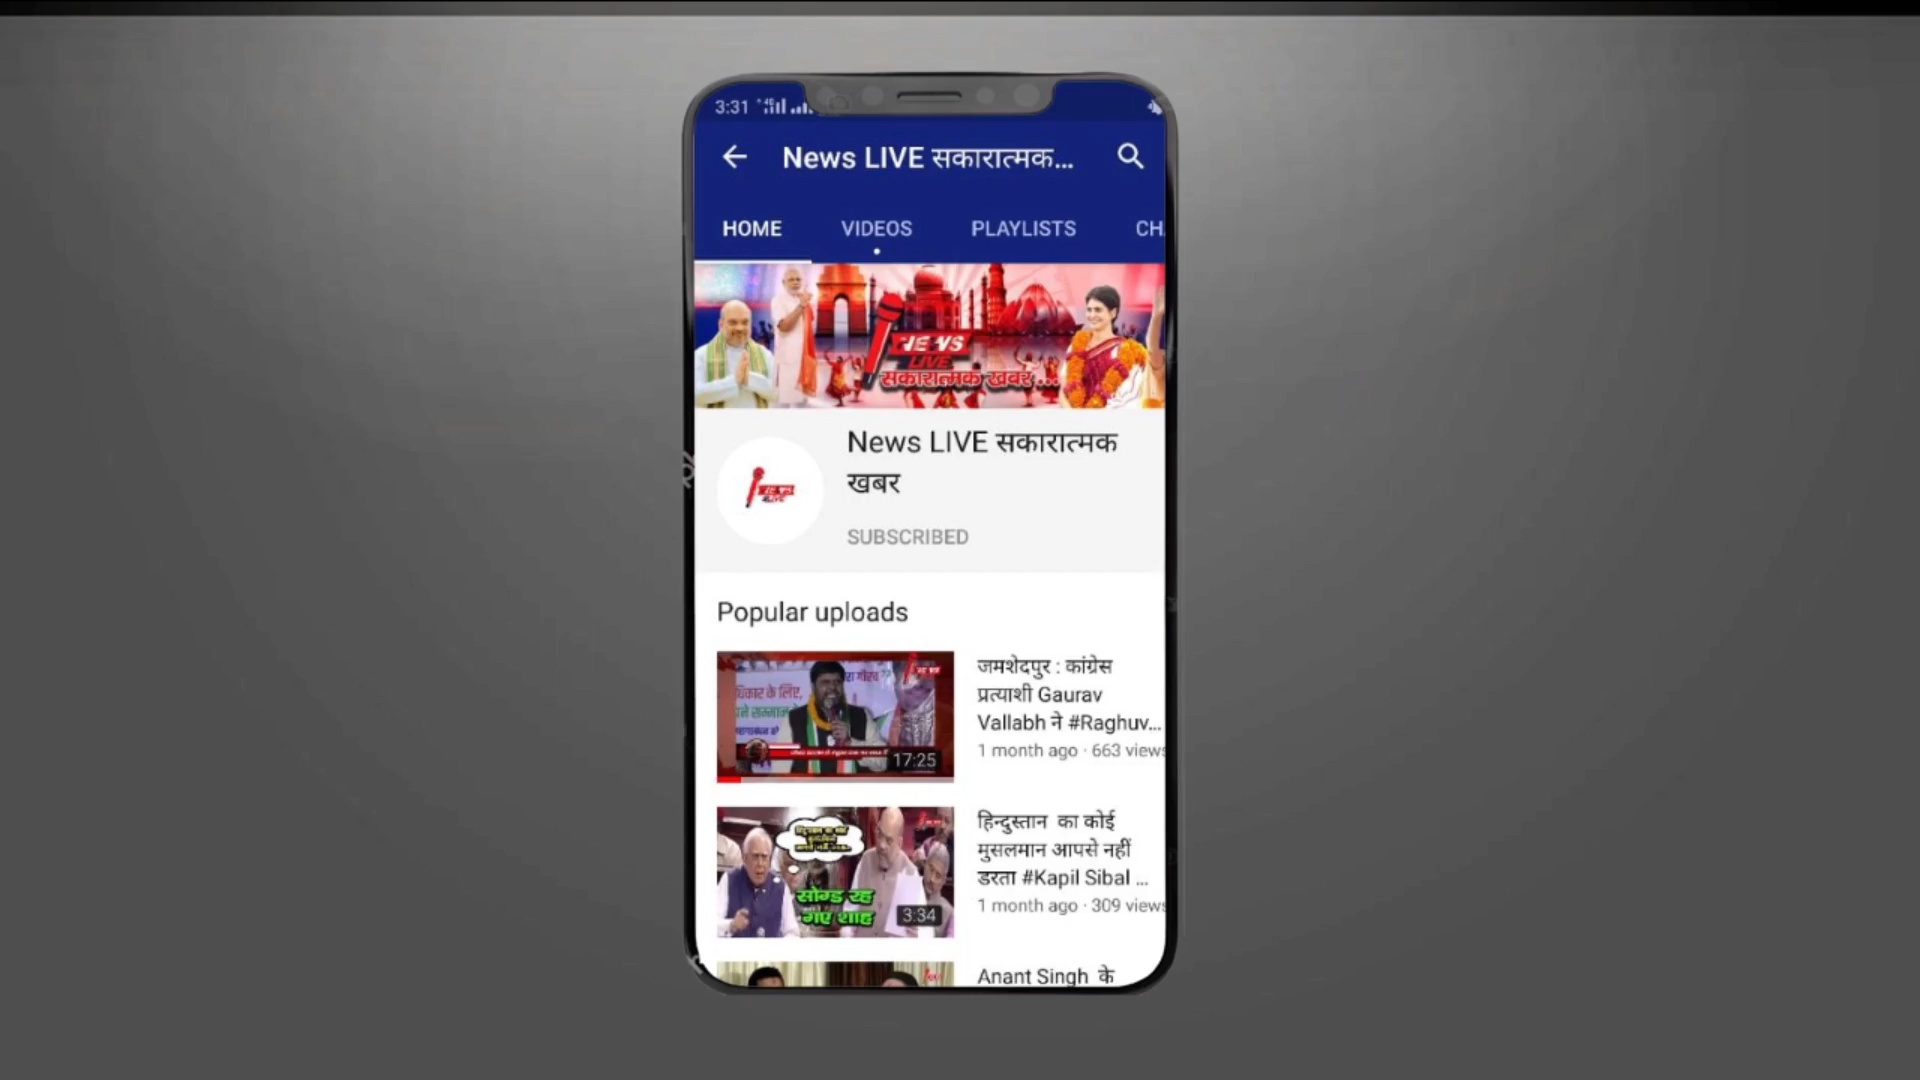 3:31
News LIVE सकारात्मक...
HOME VIDEOS PLAYLISTS CH
NEWS
LIVE
सकारात्मक खबर...
News LIVE सकारात्मक
खबर
SUBSCRIBED
Popular uploads
जमशेदपुर : कांग्रेस
प्रत्याशी Gaurav
Vallabh ने #Raghuv...
1 month ago · 663 views
17:25
हिन्दुस्तान का कोई
मुसलमान आपसे नहीं
डरता #Kapil Sibal ...
1 month ago · 309 views
सोग्ड रह
गए शाह
3:34
Anant Singh के